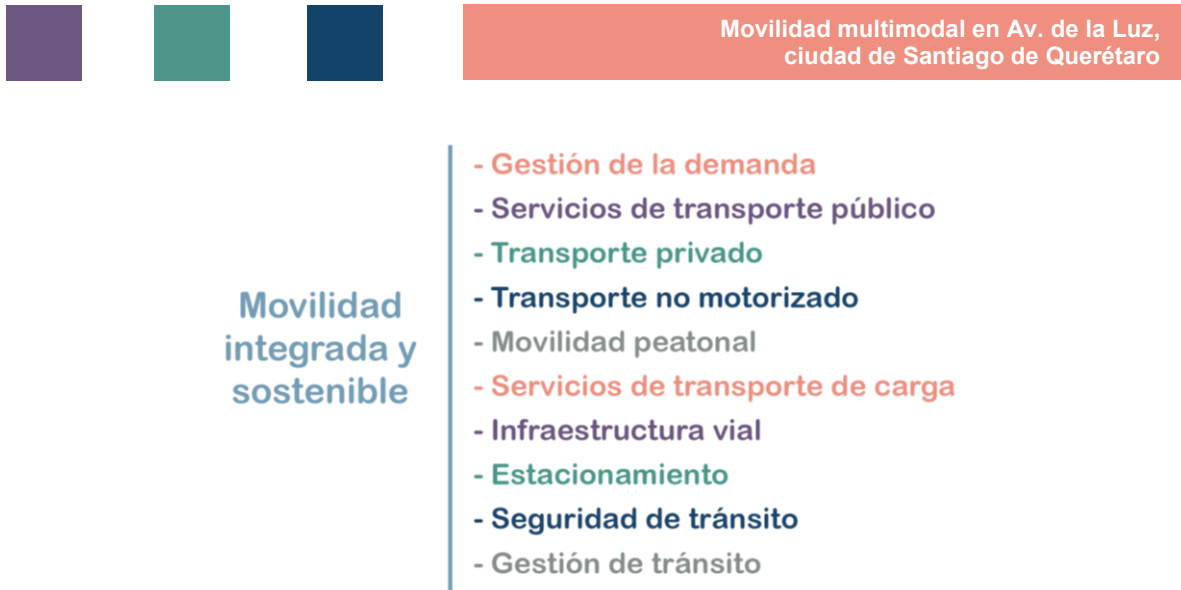 Movilidad multimodal en Av. de la Luz,
ciudad de Santiago de Querétaro
Movilidad
integrada y
sostenible
- Gestión de la demanda
- Servicios de transporte público
- Transporte privado
- Transporte no motorizado
- Movilidad peatonal
- Servicios de transporte de carga
- Infraestructura vial
- Estacionamiento
- Seguridad de tránsito
- Gestión de tránsito